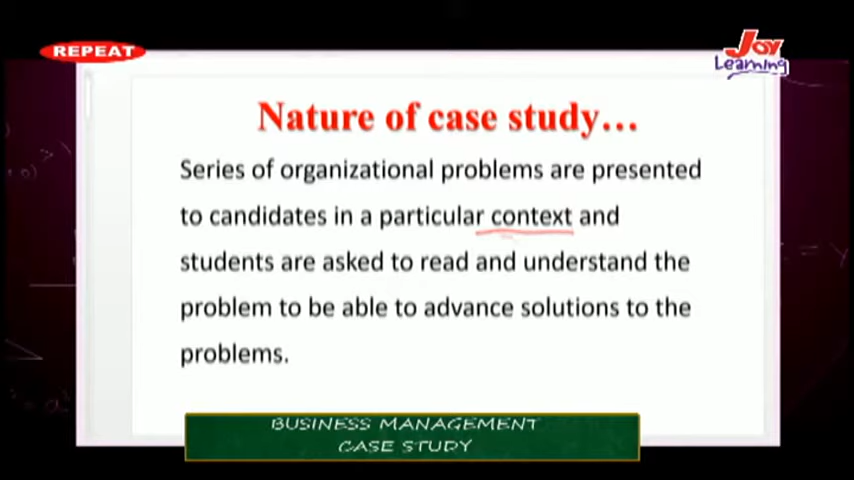 REPEAT
Joy
Learning
Nature of case study...
Series of organizational problems are presented
to candidates in a particular context and
students are asked to read and understand the
problem to be able to advance solutions to the
problems.
BUSINESS MANAGEMENT
CASE STUDY